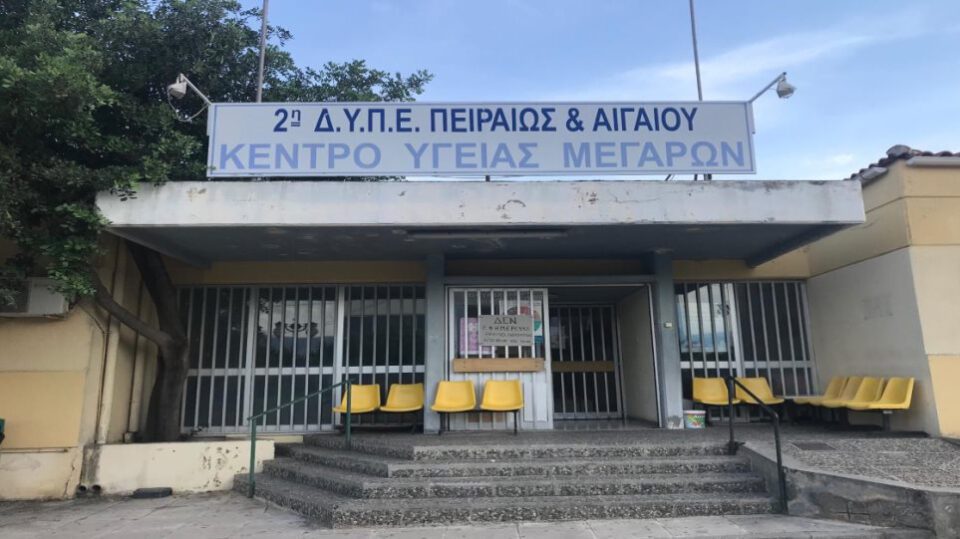 2η Δ.Υ.Π.Ε. ΠΕΙΡΑΙΩΣ & ΑΙΓΑΙΟΥ
ΚΕΝΤΡΟ ΥΓΕΙΑΣ ΜΕΓΑΡΩΝ
ΔΕΝ